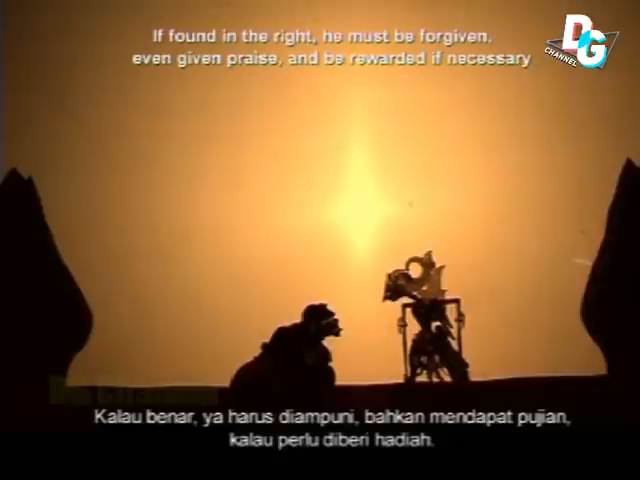 If found in the right, he must be forgiven,
even given praise, and be rewarded if necessary
DG
CHANNEL
Kalau benar, ya harus diampuni, bahkan mendapat pujian,
kalau perlu diberi hadiah.